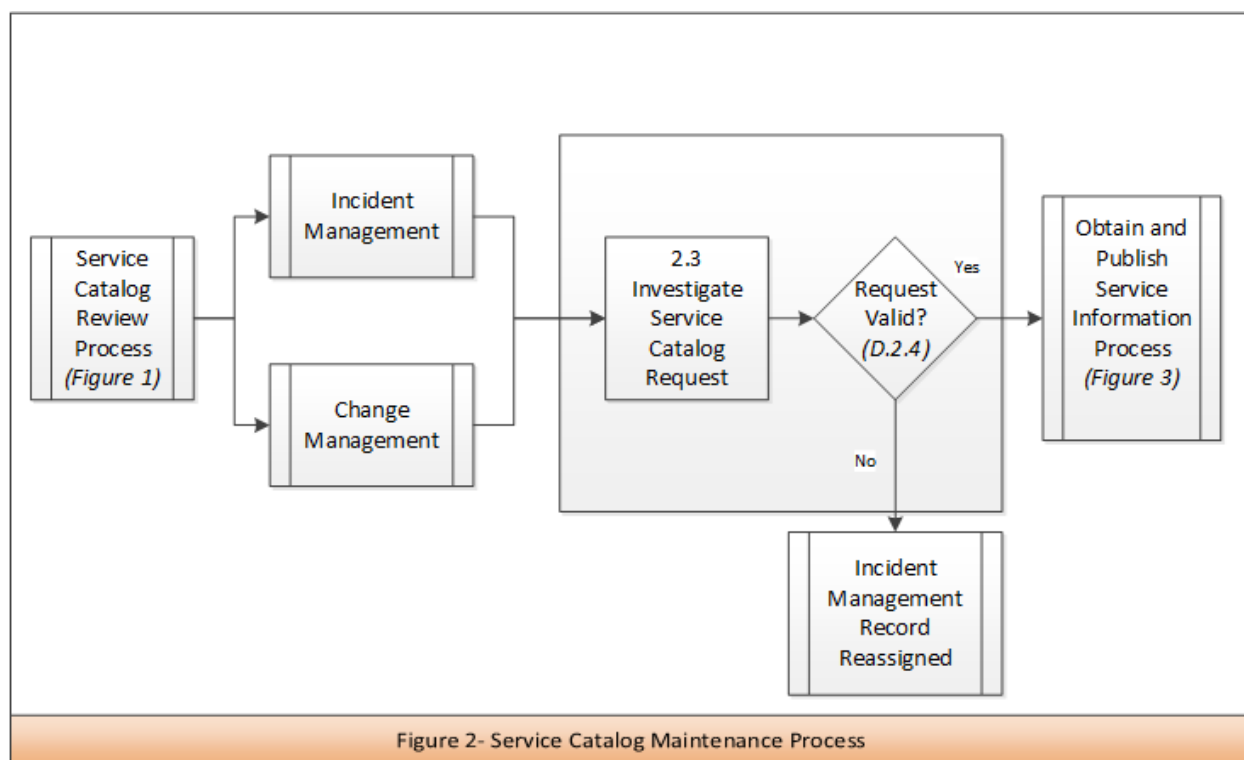 Service
Catalog
Review
Process
(Figure 1)
Incident
Management
Change
Management
2.3
Investigate
Service
Catalog
Request
Request
Valid?
(D.2.4)
Yes
No
Obtain and
Publish
Service
Information
Process
(Figure 3)
Incident
Management
Record
Reassigned
Figure 2- Service Catalog Maintenance Process